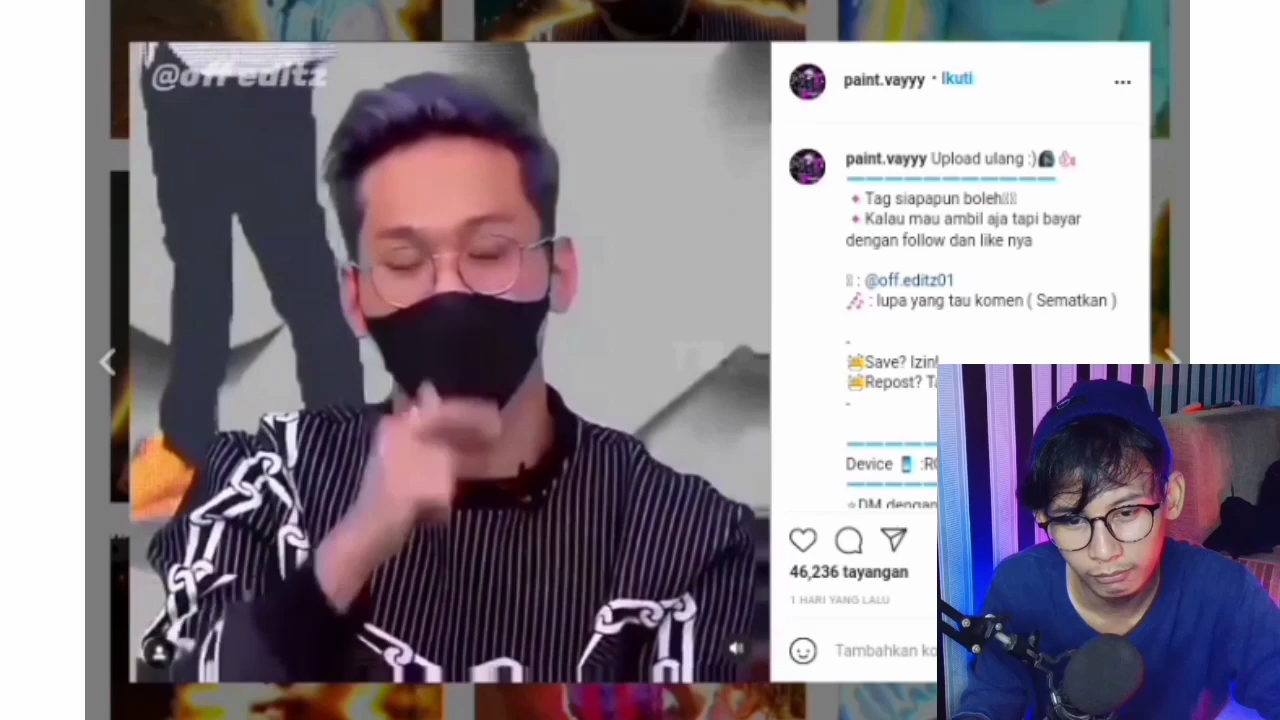 @off.editz
paint.vayyy • Ikuti
paint.vayyy Upload ulang :)
Tag siapapun boleh
Kalau mau ambil aja tapi bayar
dengan follow dan like nya
: @off.editz01
: lupa yang tau komen ( Sematkan )
-
Save? Izin!
Repost?
-
Device :
DM dengan
46,236 tayangan
1 HARI YANG LALU
Tambahkan